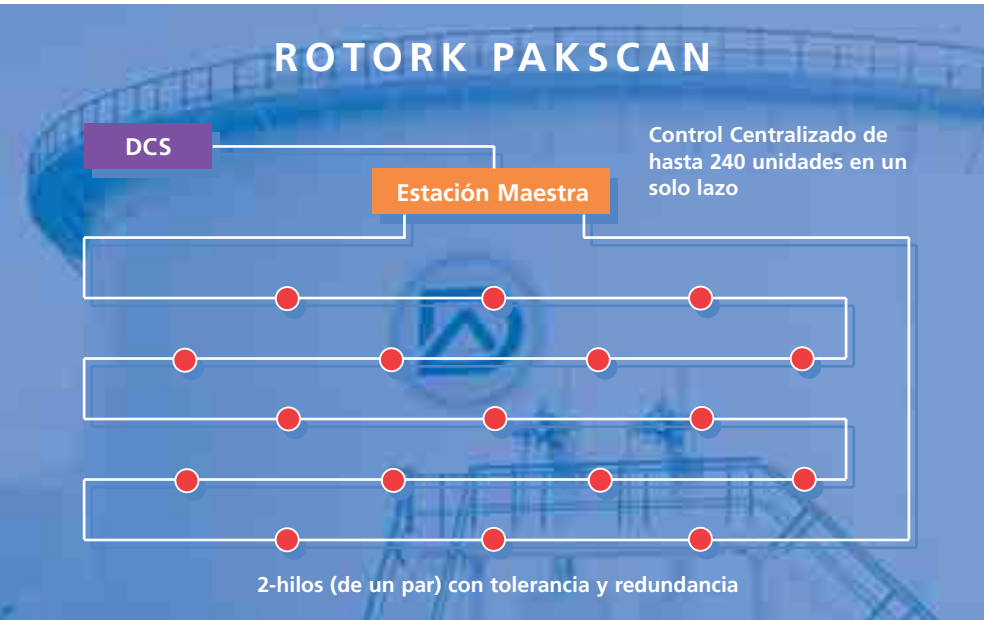 ROTORK PAKSCAN
DCS
Control Centralizado de
hasta 240 unidades en un
solo lazo
Estación Maestra
2-hilos (de un par) con tolerancia y redundancia